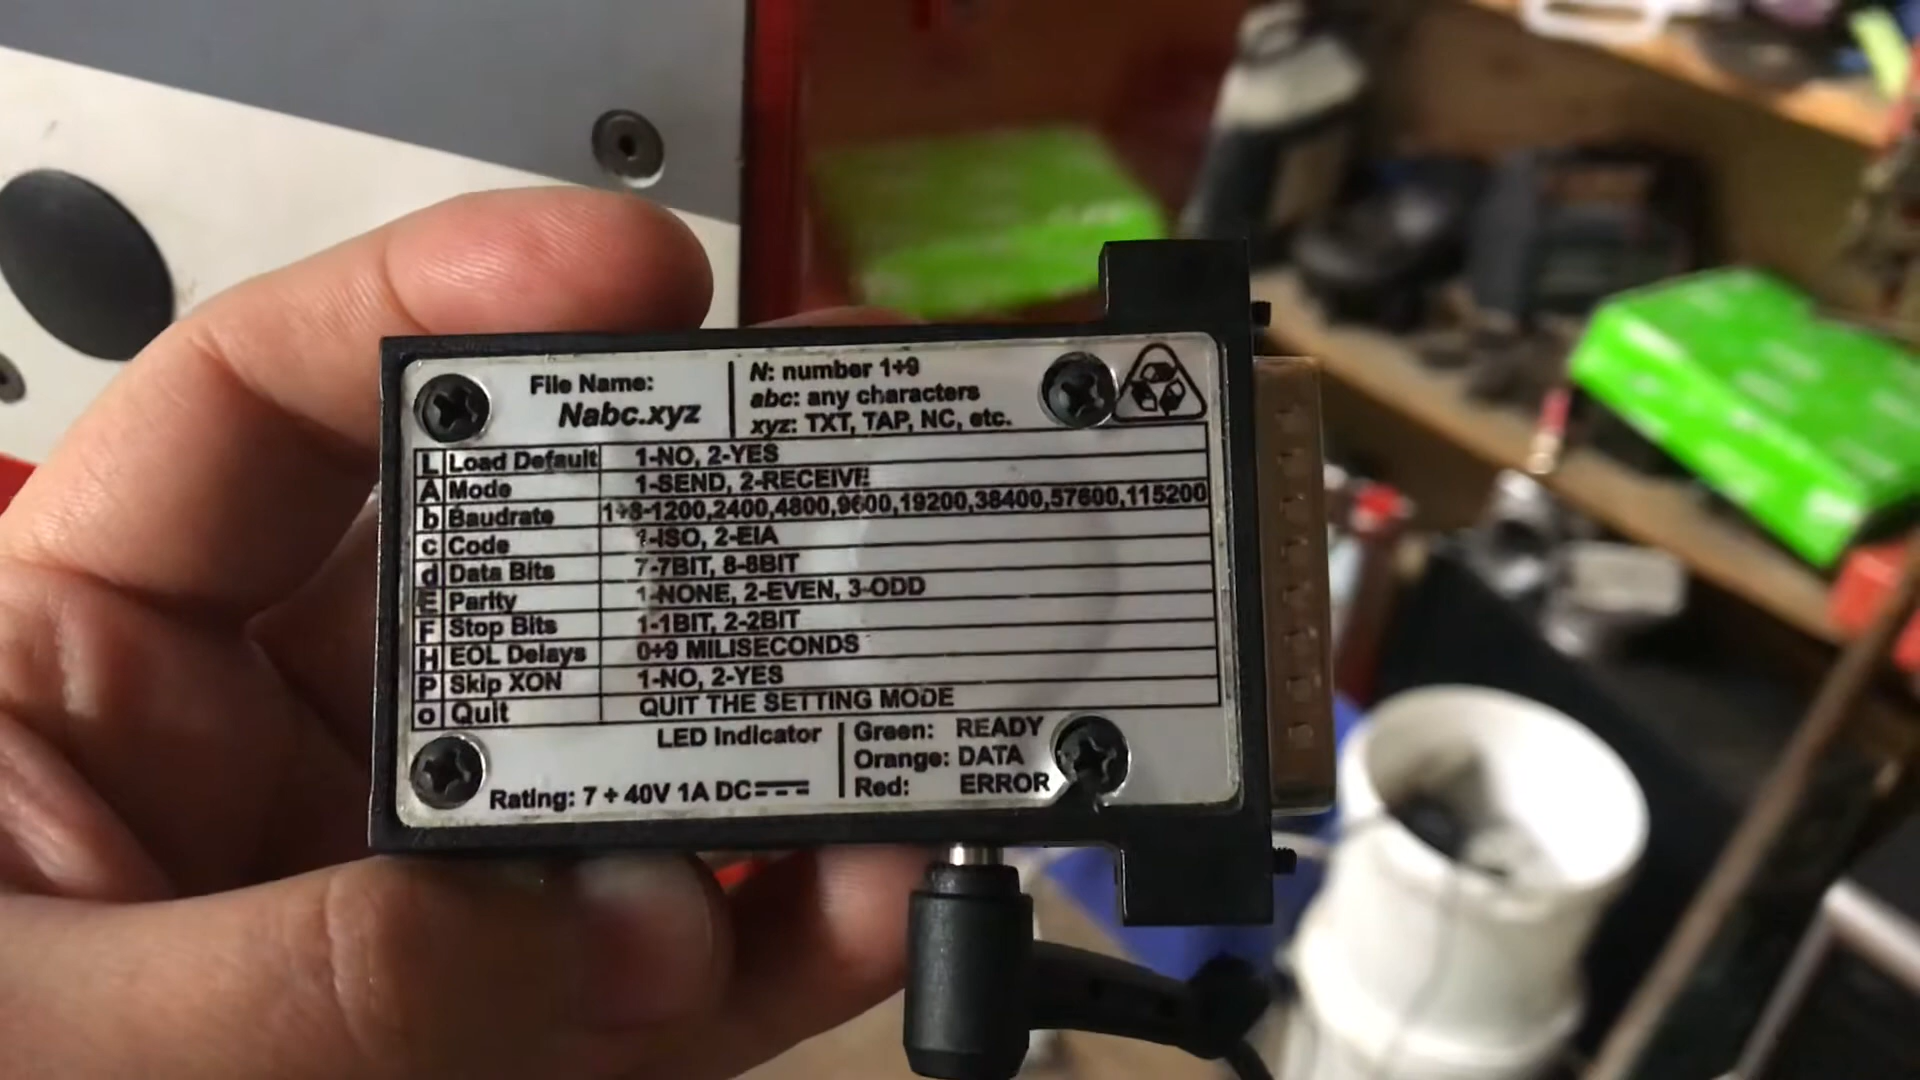 File Name:
Nabc.xyz
N: number 1÷9
abc: any characters
xyz: TXT, TAP, NC, etc.
L Load Default 1-NO, 2-YES
A Mode 1-SEND, 2-RECEIVE
b Baudrate 1÷8-1200,2400,4800,9600,19200,38400,57600,115200
c Code 1-ISO, 2-EIA
d Data Bits 7-7BIT, 8-8BIT
E Parity 1-NONE, 2-EVEN, 3-ODD
F Stop Bits 1-1BIT, 2-2BIT
H EOL Delays 0÷9 MILISECONDS
P Skip XON 1-NO, 2-YES
o Quit QUIT THE SETTING MODE
LED Indicator
Green: READY
Orange: DATA
Red: ERROR
Rating: 7 ÷ 40V 1A DC